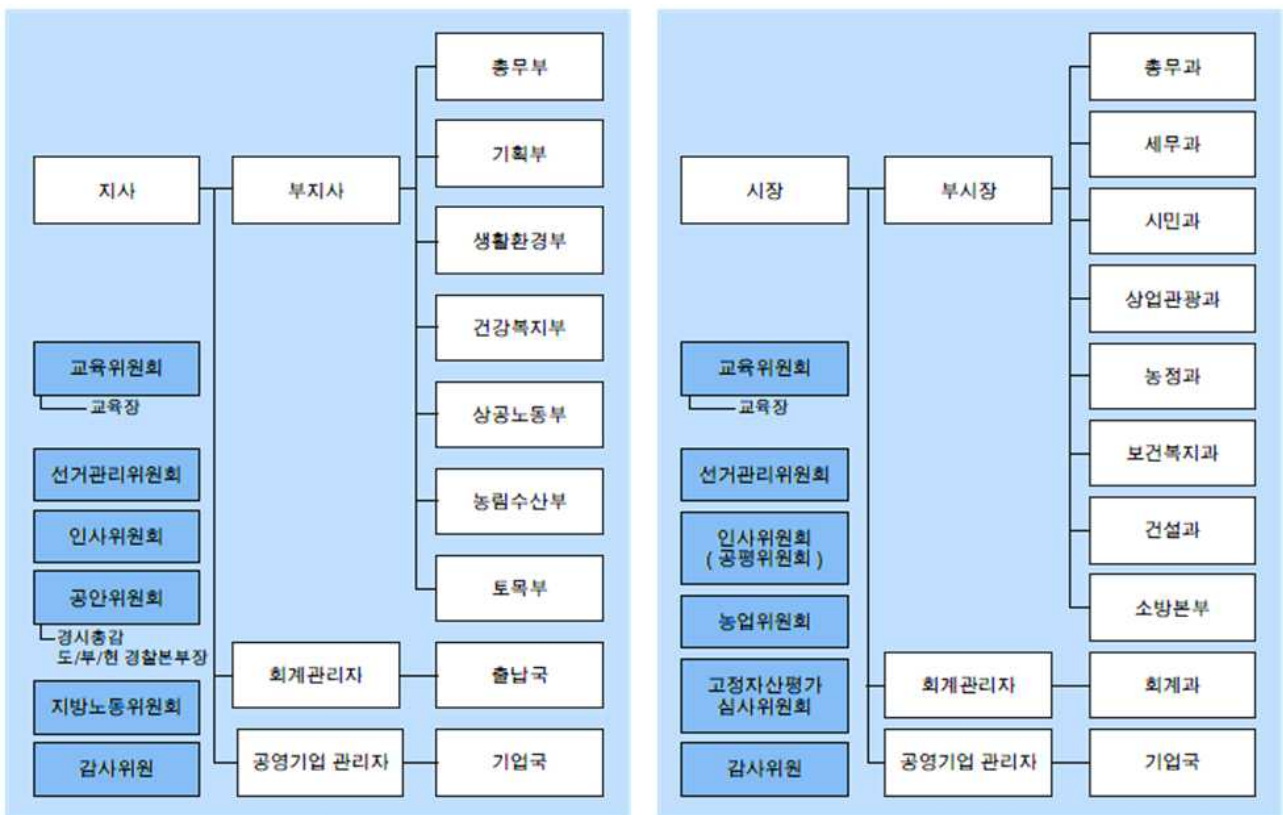 총무부
기획부
지사
부지사
생활환경부
건강복지부
교육위원회
교육장
상공노동부
선거관리위원회
농림수산부
인사위원회
공안위원회
토목부
경시총감
도/부/현 경찰본부장
회계관리자
출납국
지방노동위원회
감사위원
공영기업 관리자
기업국
총무과
세무과
시장
부시장
시민과
상업관광과
교육위원회
교육장
농정과
보건복지과
선거관리위원회
인사위원회
( 공평위원회 )
건설과
농업위원회
소방본부
고정자산평가
심사위원회
회계관리자
회계과
감사위원
공영기업 관리자
기업국